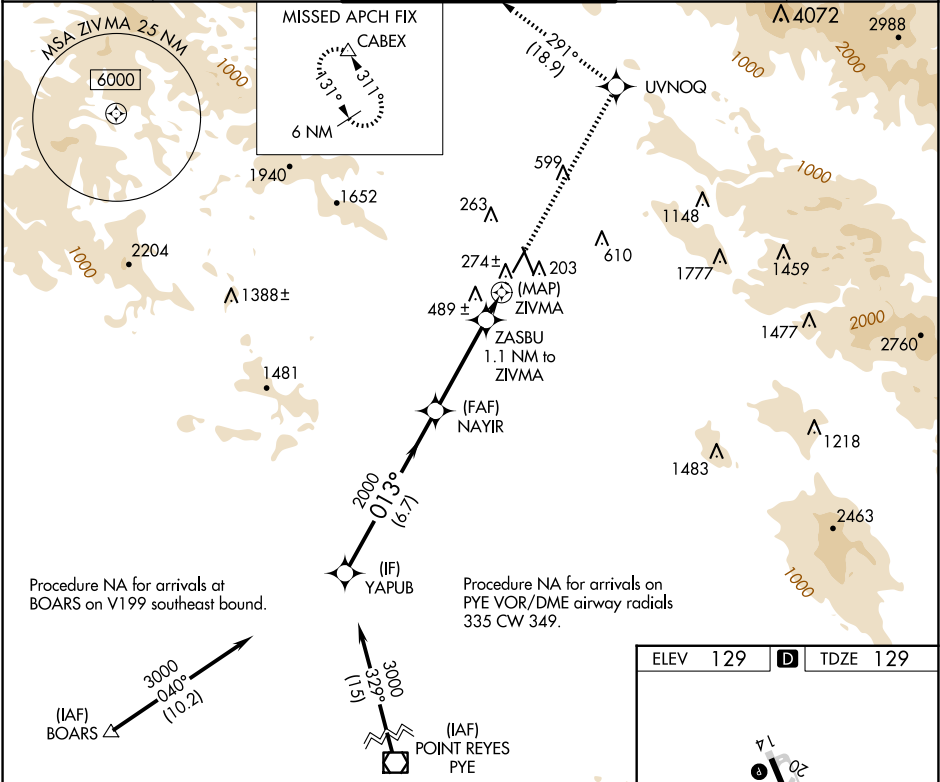 MSA ZIVMA 25 NM
6000
MISSED APCH FIX
CABEX
131°
311°
6 NM
291°
(18.9)
UVNOQ
4072
2988
2000
1000
1000
1940
1652
599
1000
263
1148
2204
1000
274±
203
610
1777
1459
1388±
489±
(MAP)
ZIVMA
1477
2000
2760
ZASBU
1.1 NM to
ZIVMA
1481
(FAF)
NAYIR
1218
1483
2000
013°
(6.7)
2463
(IF)
YAPUB
1000
Procedure NA for arrivals at
BOARS on V199 southeast bound.
Procedure NA for arrivals on
PYE VOR/DME airway radials
335 CW 349.
3000
040°
(10.2)
(IAF)
BOARS
3000
329°
(15)
(IAF)
POINT REYES
PYE
ELEV 129 D TDZE 129
14
20
P